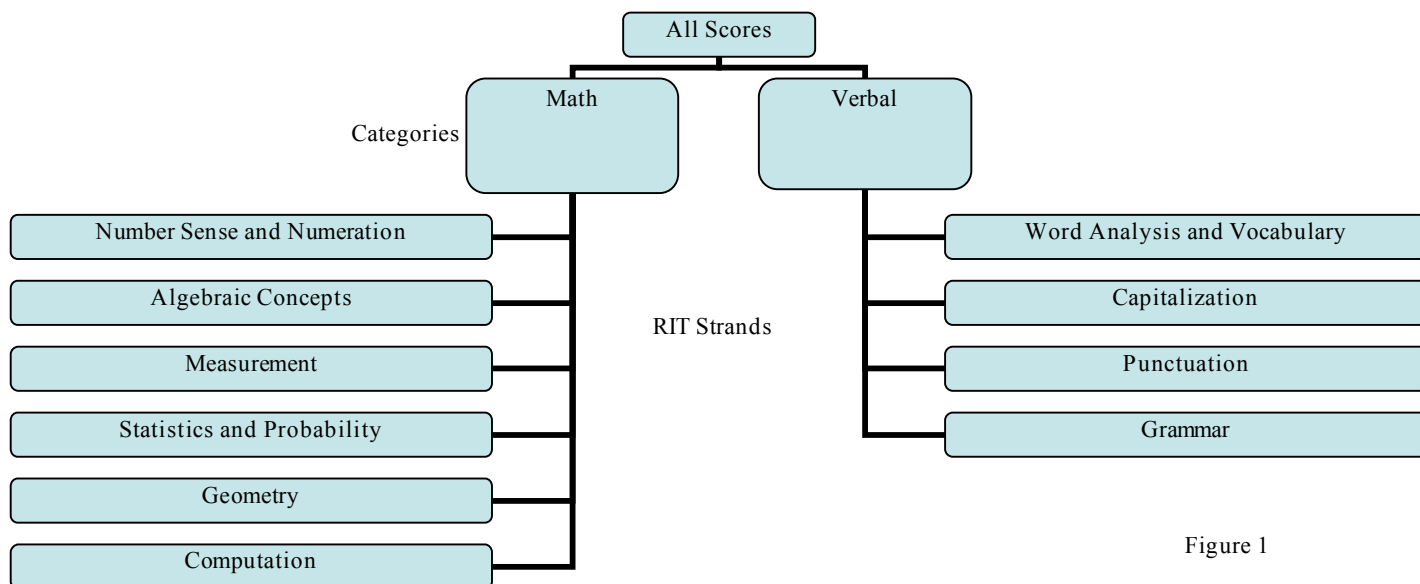 All Scores
Math
Verbal
Categories
Number Sense and Numeration
Word Analysis and Vocabulary
Algebraic Concepts
Capitalization
RIT Strands
Measurement
Punctuation
Statistics and Probability
Grammar
Geometry
Computation
Figure 1